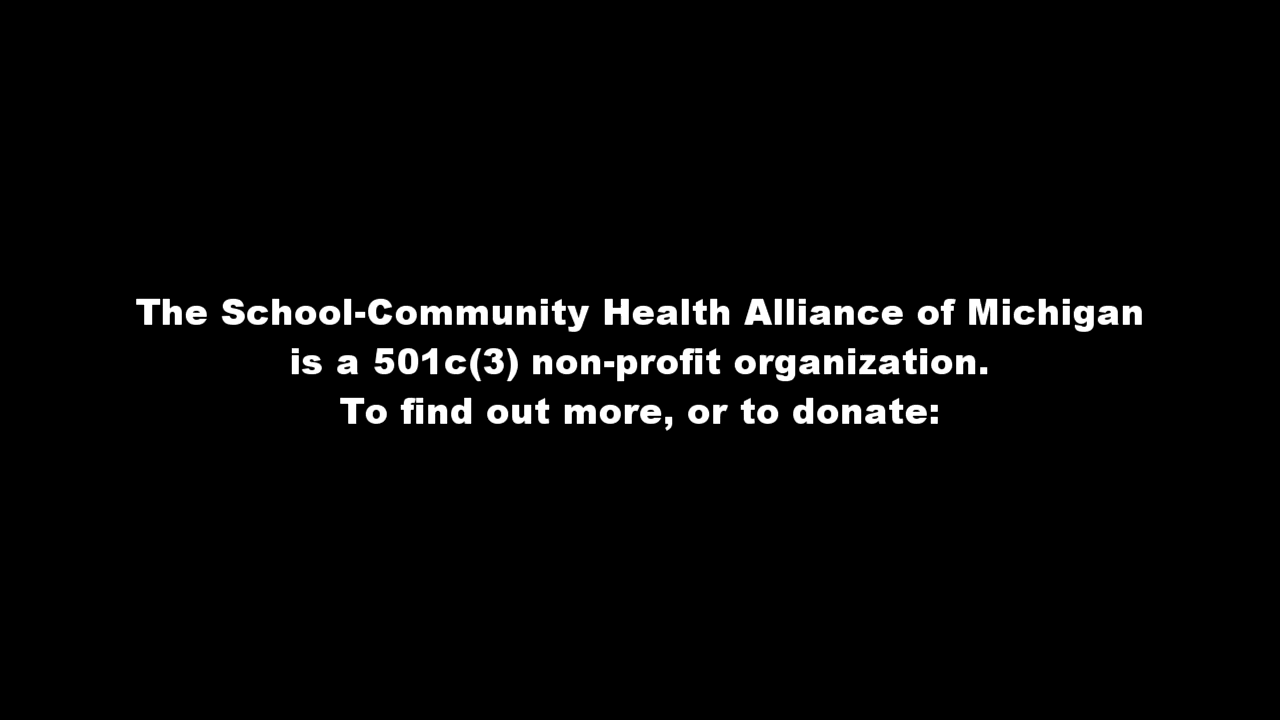 The School-Community Health Alliance of Michigan
is a 501c(3) non-profit organization.
To find out more, or to donate: